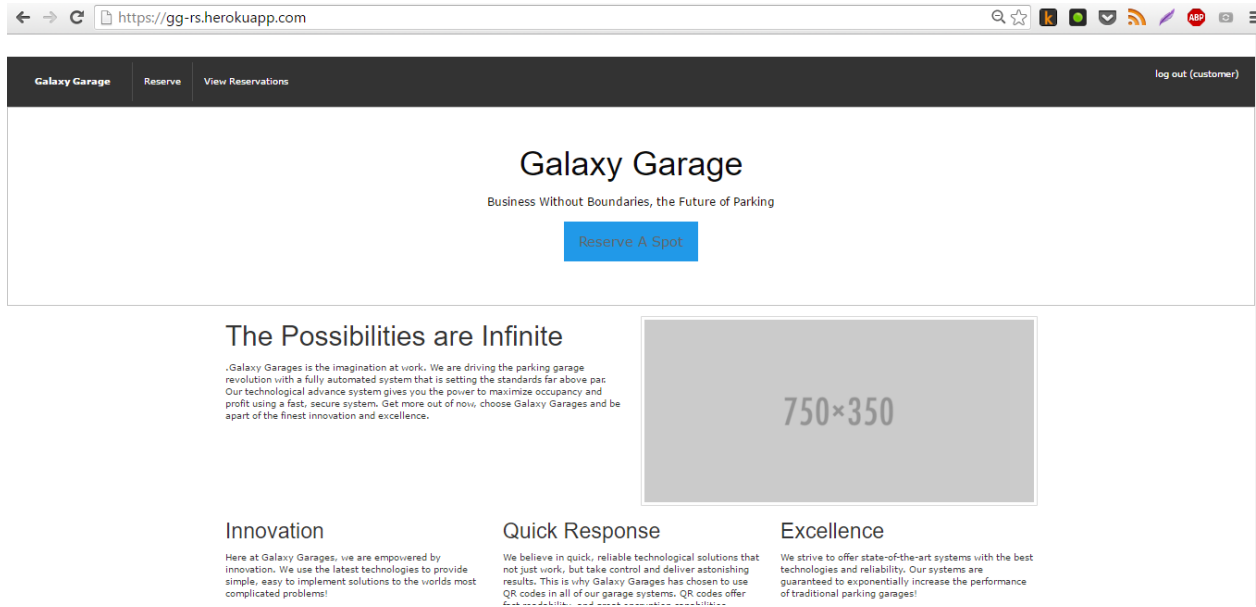 https://gg-rs.herokuapp.com
k
ABP
Galaxy Garage
Reserve
View Reservations
log out (customer)
Galaxy Garage
Business Without Boundaries, the Future of Parking
Reserve A Spot
The Possibilities are Infinite
.Galaxy Garages is the imagination at work. We are driving the parking garage
revolution with a fully automated system that is setting the standards far above par.
Our technological advance system gives you the power to maximize occupancy and
profit using a fast, secure system. Get more out of now, choose Galaxy Garages and be
apart of the finest innovation and excellence.
750×350
Innovation
Here at Galaxy Garages, we are empowered by
innovation. We use the latest technologies to provide
simple, easy to implement solutions to the worlds most
complicated problems!
Quick Response
We believe in quick, reliable technological solutions that
not just work, but take control and deliver astonishing
results. This is why Galaxy Garages has chosen to use
QR codes in all of our garage systems. QR codes offer
fast readability, and great encryption capabilities
Excellence
We strive to offer state-of-the-art systems with the best
technologies and reliability. Our systems are
guaranteed to exponentially increase the performance
of traditional parking garages!